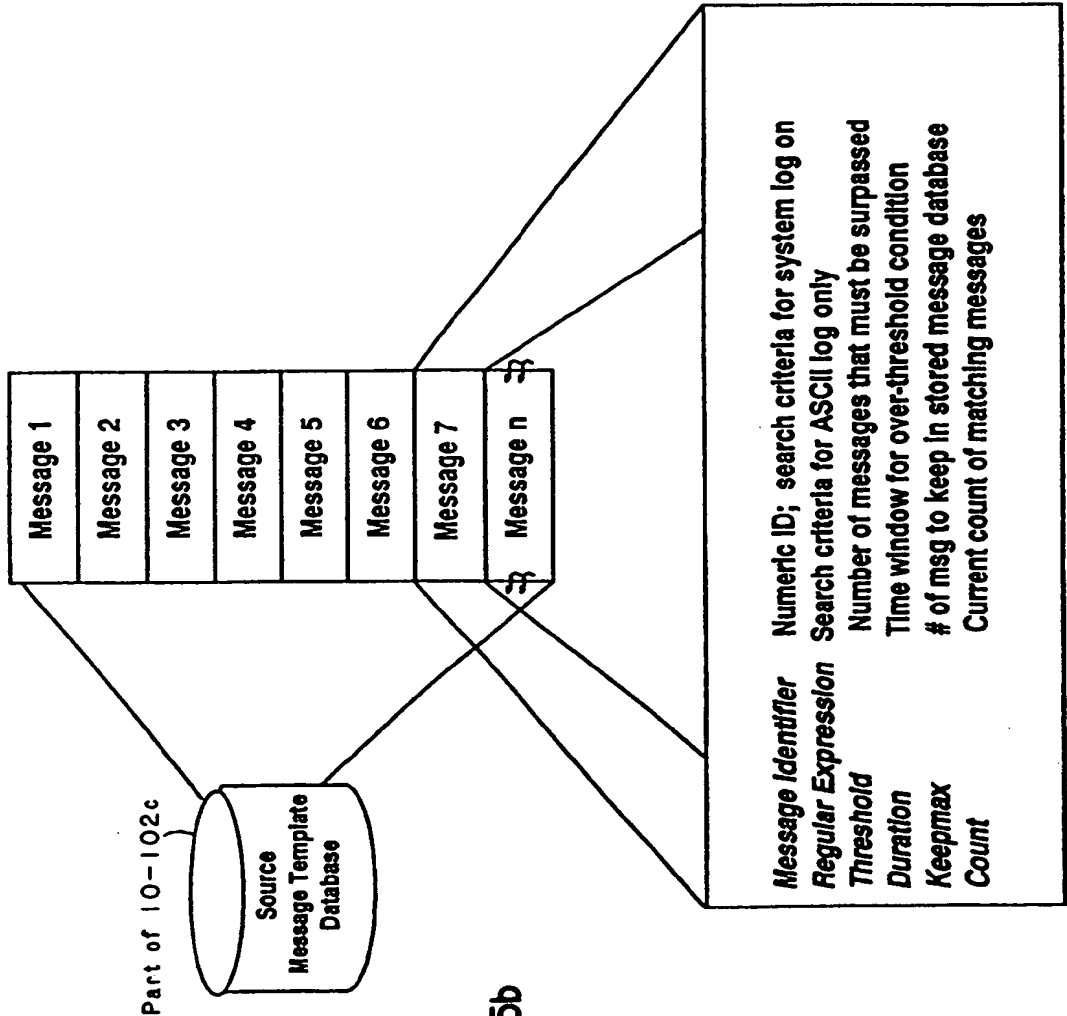 Part of 10-102c
Source
Message Template
Database
Message 1
Message 2
Message 3
Message 4
Message 5
Message 6
Message 7
Message n
Message Identifier Numeric ID; search criteria for system log on
Regular Expression Search criteria for ASCII log only
Threshold Number of messages that must be surpassed
Duration Time window for over-threshold condition
Keepmax # of msg to keep in stored message database
Count Current count of matching messages
5b